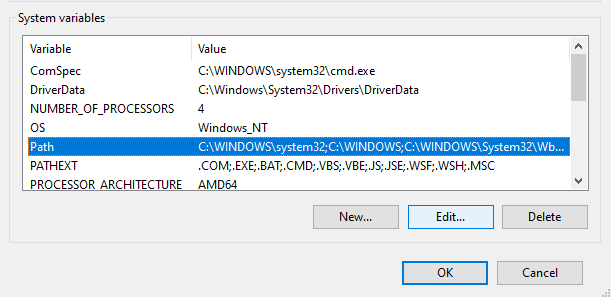 System variables
Variable Value
ComSpec C:\WINDOWS\system32\cmd.exe
DriverData C:\Windows\System32\Drivers\DriverData
NUMBER_OF_PROCESSORS 4
OS Windows_NT
Path C:\WINDOWS\system32;C:\WINDOWS;C:\WINDOWS\System32\Wb...
PATHEXT .COM;.EXE;.BAT;.CMD;.VBS;.VBE;.JS;.JSE;.WSF;.WSH;.MSC
PROCESSOR_ARCHITECTURE AMD64
New... Edit... Delete
OK Cancel